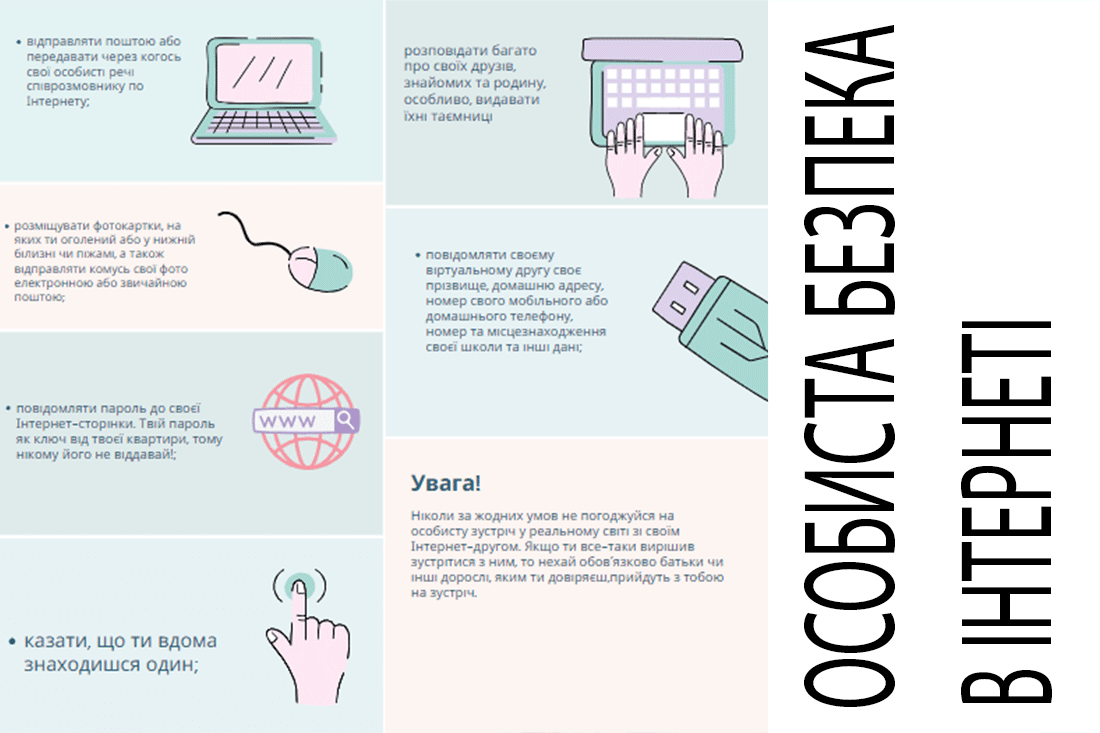 • відправляти поштою або
передавати через когось
свої особисті речі
співрозмовнику по
Інтернету;
• розміщувати фотокартки, на
яких ти оголений або у нижній
білизні чи піжамі, а також
відправляти комусь свої фото
електронною або звичайною
поштою;
• повідомляти пароль до своєї
Інтернет-сторінки. Твій пароль
як ключ від твоєї квартири, тому
нікому його не віддавай!;
WWW
• казати, що ти вдома
знаходишся один;
розповідати багато
про своїх друзів,
знайомих та родину,
особливо, видавати
їхні таємниці
• повідомляти своєму
віртуальному другу своє
прізвище, домашню адресу,
номер свого мобільного або
домашнього телефону,
номер та місцезнаходження
своєї школи та інші дані;
Увага!
Ніколи за жодних умов не погоджуйся на
особисту зустріч у реальному світі зі своїм
Інтернет-другом. Якщо ти все-таки вирішив
зустрітися з ним, то нехай обов'язково батьки чи
інші дорослі, яким ти довіряєш,прийдуть з тобою
на зустріч.
ОСОБИСТА БЕЗПЕКА
В ІНТЕРНЕТІ